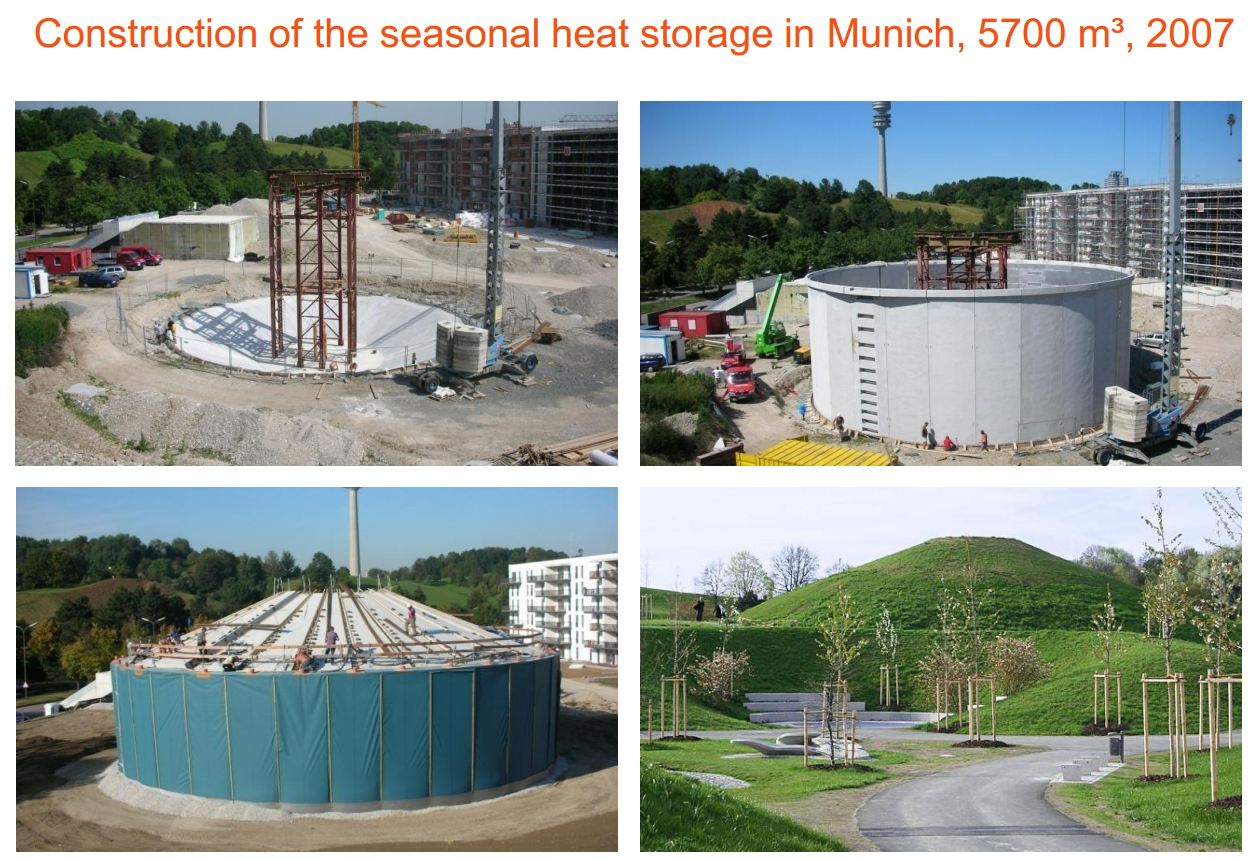 Construction of the seasonal heat storage in Munich, 5700 m³, 2007